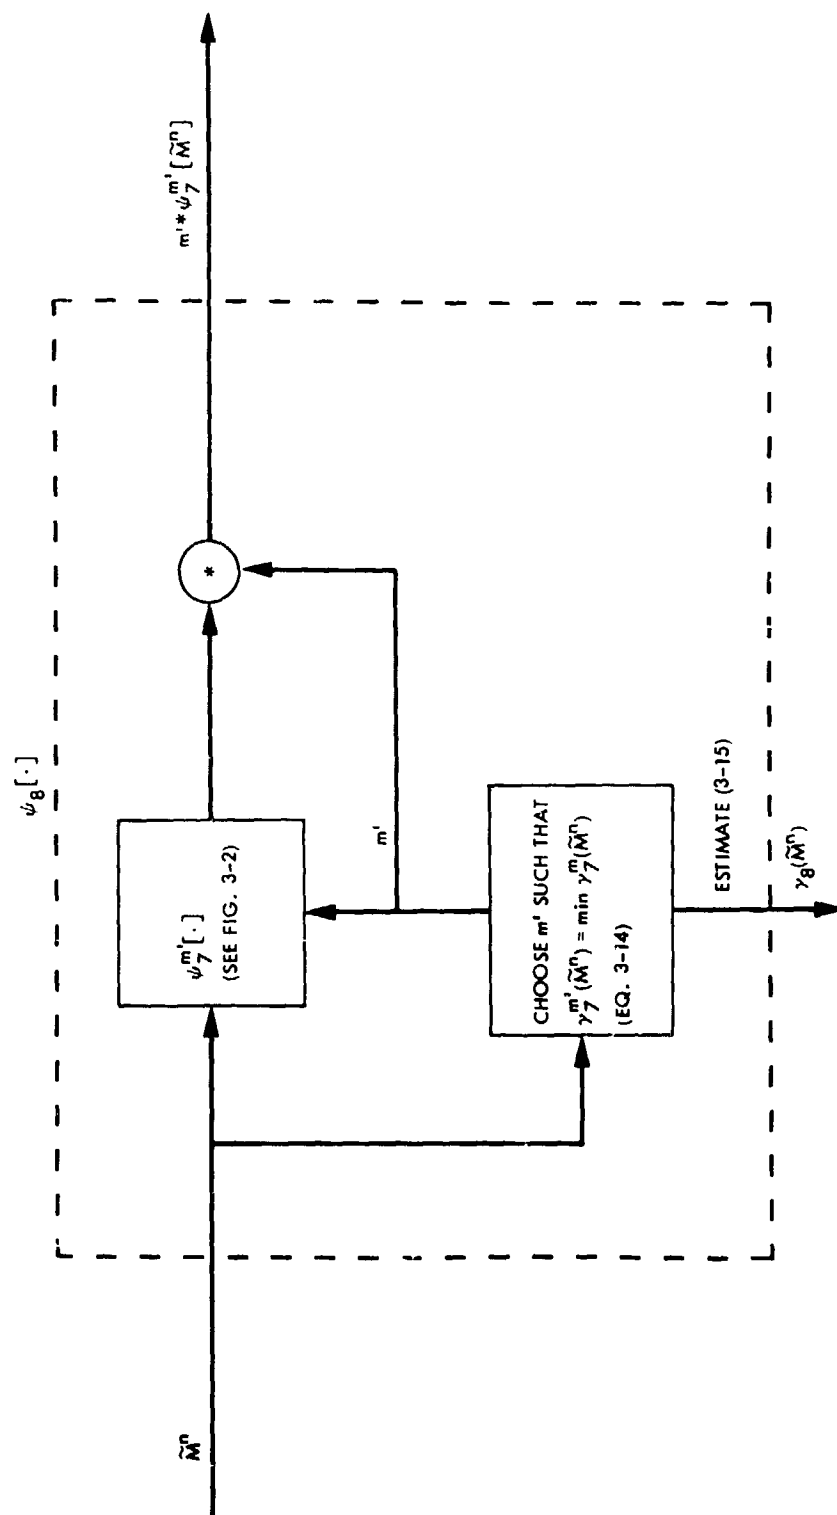 ψ₈[·]
M̃ⁿ
ψ₇ᵐ'[·]
(SEE FIG. 3-2)
*
m' * ψ₇ᵐ'[M̃ⁿ]
m'
CHOOSE m' SUCH THAT
γ₇ᵐ'(M̃ⁿ) = min γ₇ᵐ(M̃ⁿ)
(EQ. 3-14)
ESTIMATE (3-15)
γ₈(M̃ⁿ)